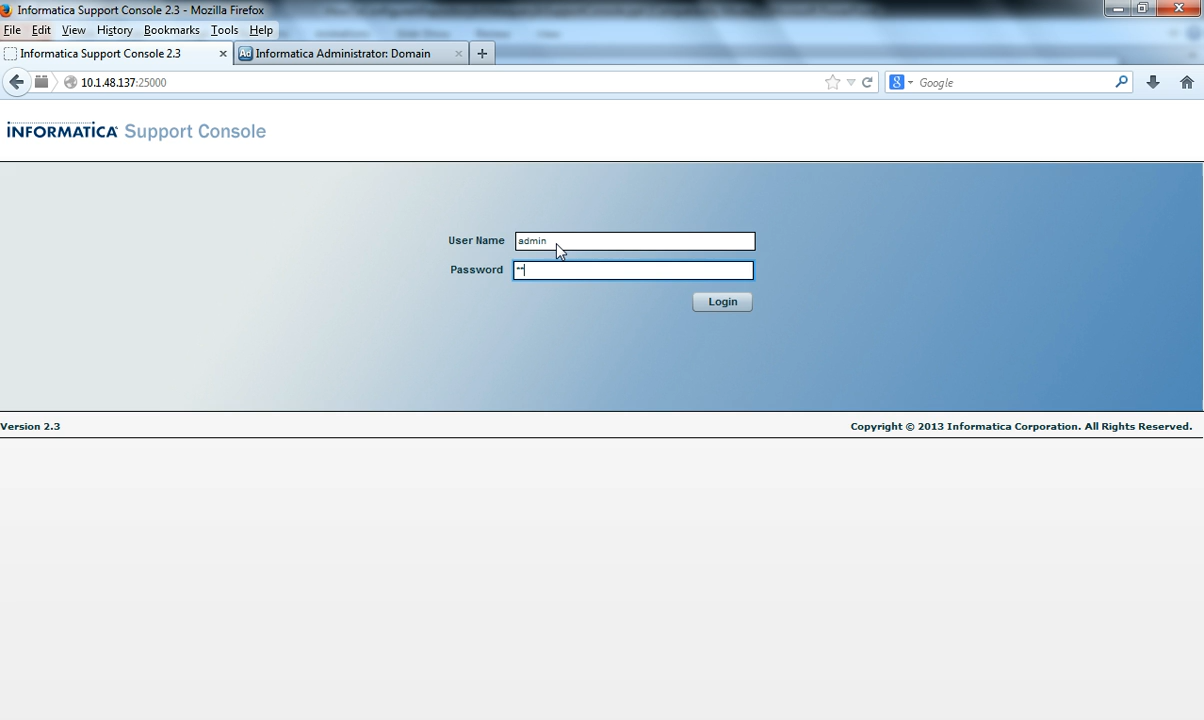 Informatica Support Console 2.3 - Mozilla Firefox
File Edit View History Bookmarks Tools Help
Informatica Support Console 2.3
Ad Informatica Administrator: Domain
10.1.48.137:25000
8 Google
INFORMATICA Support Console
User Name admin
Password **
Login
Version 2.3
Copyright © 2013 Informatica Corporation. All Rights Reserved.